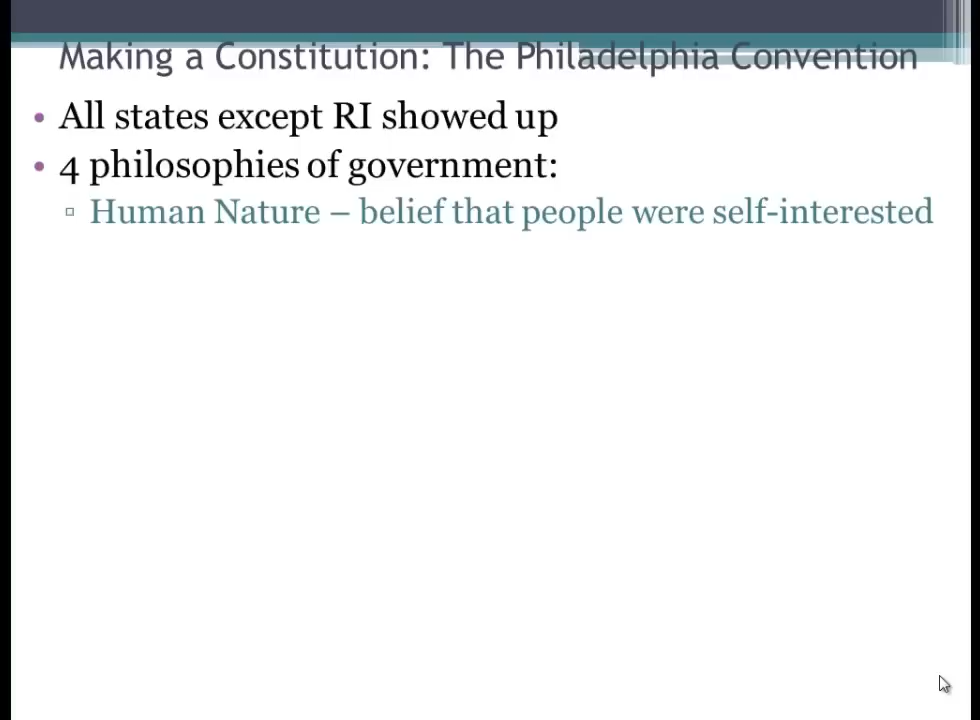 Making a Constitution: The Philadelphia Convention
• All states except RI showed up
• 4 philosophies of government:
▫ Human Nature – belief that people were self-interested